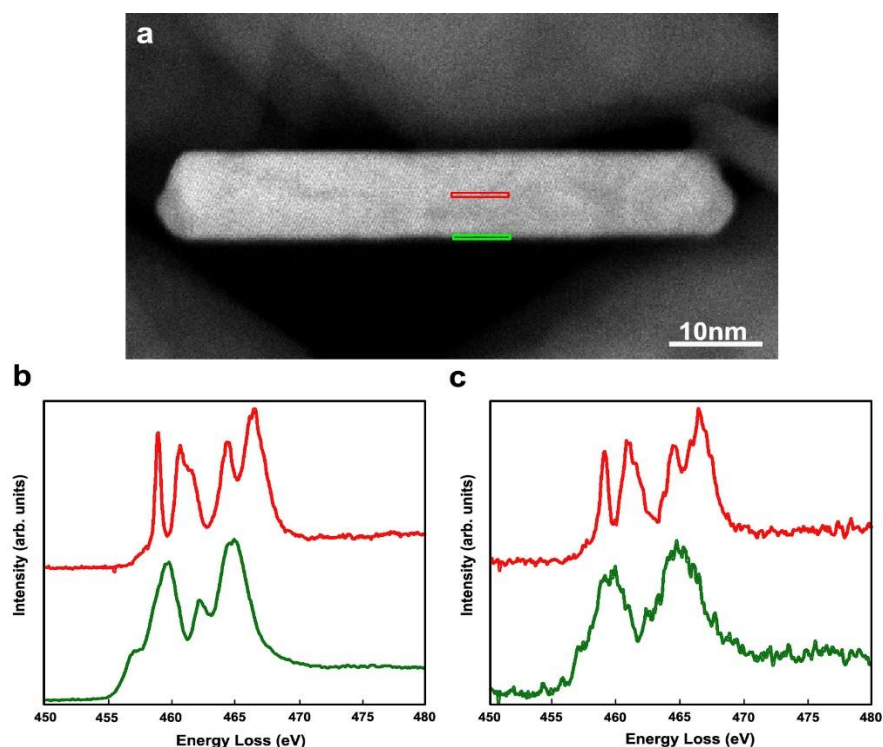 a
10nm
b
c
Intensity (arb. units)
450 455 460 465 470 475 480
Energy Loss (eV)
Intensity (arb. units)
450 455 460 465 470 475 480
Energy Loss (eV)